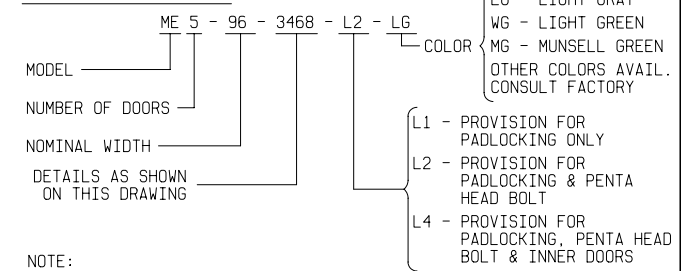 LG - LIGHT GRAY
ME 5 - 96 - 3468 - L2 - LG
WG - LIGHT GREEN
COLOR
MG - MUNSELL GREEN
OTHER COLORS AVAIL.
CONSULT FACTORY
MODEL
NUMBER OF DOORS
NOMINAL WIDTH
DETAILS AS SHOWN
ON THIS DRAWING
L1 - PROVISION FOR
PADLOCKING ONLY
L2 - PROVISION FOR
PADLOCKING & PENTA
HEAD BOLT
L4 - PROVISION FOR
PADLOCKING, PENTA HEAD
BOLT & INNER DOORS
NOTE: